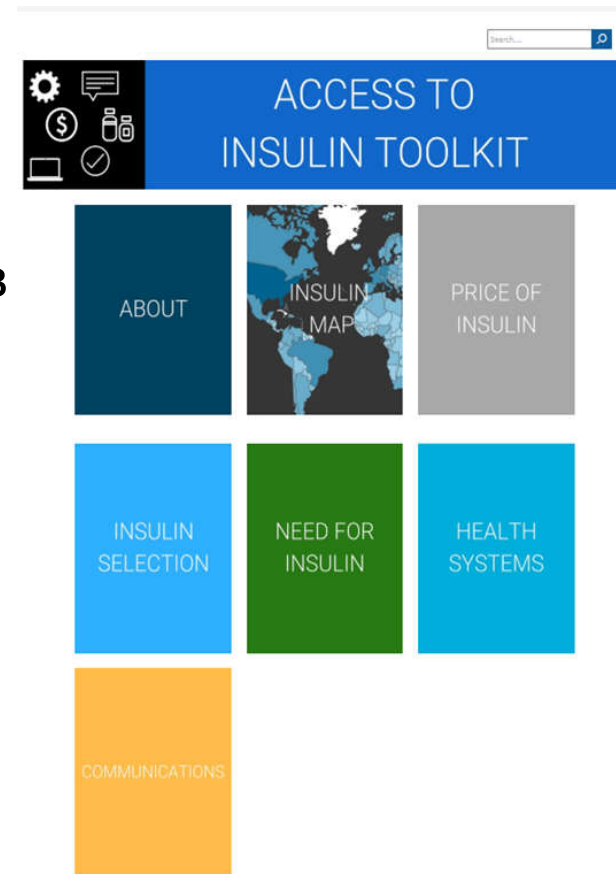 Search...
ACCESS TO
INSULIN TOOLKIT
3
ABOUT
INSULIN
MAP
PRICE OF
INSULIN
INSULIN
SELECTION
NEED FOR
INSULIN
HEALTH
SYSTEMS
COMMUNICATIONS